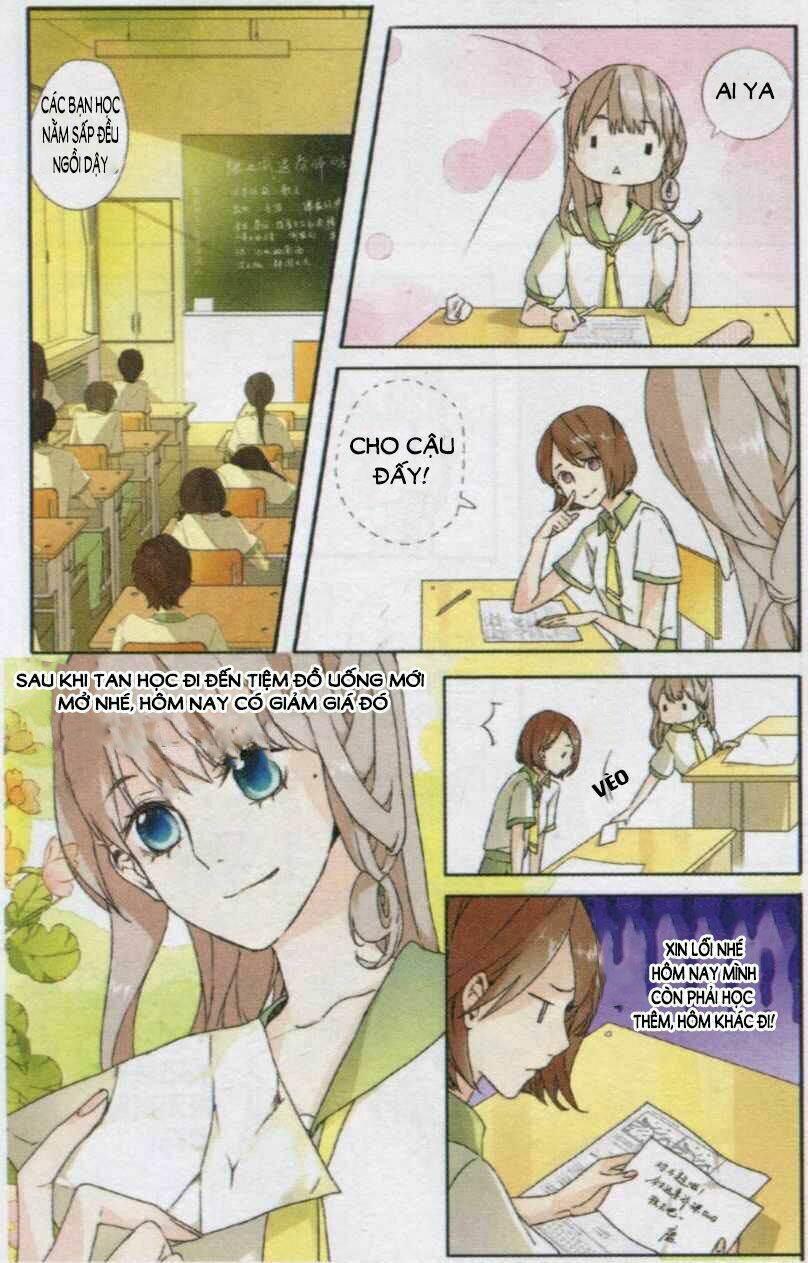 CÁC BẠN HỌC
NẰM SẤP ĐỀU
NGỒI DẬY
AI YA
CHO CẬU
ĐẤY!
SAU KHI TAN HỌC ĐI ĐẾN TIỆM ĐỒ UỐNG MỚI
MỞ NHÉ, HÔM NAY CÓ GIẢM GIÁ ĐÓ
VÈO
XIN LỖI NHÉ
HÔM NAY MÌNH
CÒN PHẢI HỌC
THÊM, HÔM KHÁC ĐI!